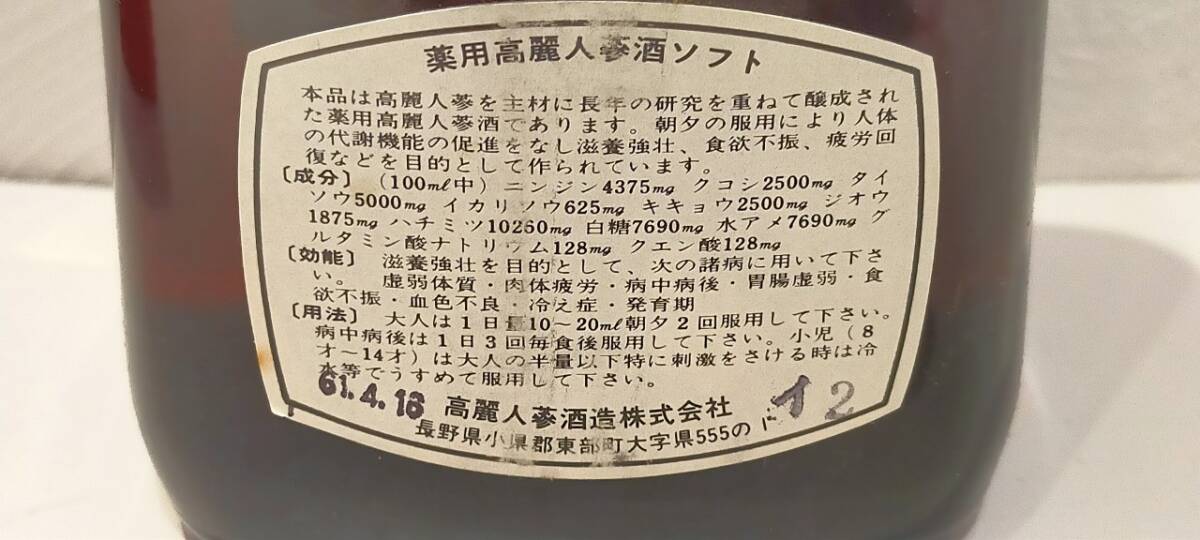 薬用高麗人蔘酒ソフト
本品は高麗人蔘を主材に長年の研究を重ねて醸成され
た薬用高麗人蔘酒であります。朝夕の服用により人体
の代謝機能の促進をなし滋養強壮、食欲不振、疲労回
復などを目的として作られています。
〔成分〕 (100ml中) ニンジン4375mg クコシ2500mg タイ
ソウ5000mg イカリソウ625mg キキョウ2500mg ジオウ
1875mg ハチミツ10260mg 白糖7690mg 水アメ7690mg グ
ルタミン酸ナトリウム128mg クエン酸128mg
〔効能〕 滋養強壮を目的として、次の諸病に用いて下さ
い。 虚弱体質・肉体疲労・病中病後・胃腸虚弱・食
欲不振・血色不良・冷え症・発育期
〔用法〕 大人は1日量10〜20ml朝夕2回服用して下さい。
病中病後は1日3回毎食後服用して下さい。小児(8
才〜14才)は大人の半量以下特に刺激をさける時は冷
水等でうすめて服用して下さい。
61.4.16 高麗人蔘酒造株式会社 イ2
長野県小県郡東部町大字県555の1